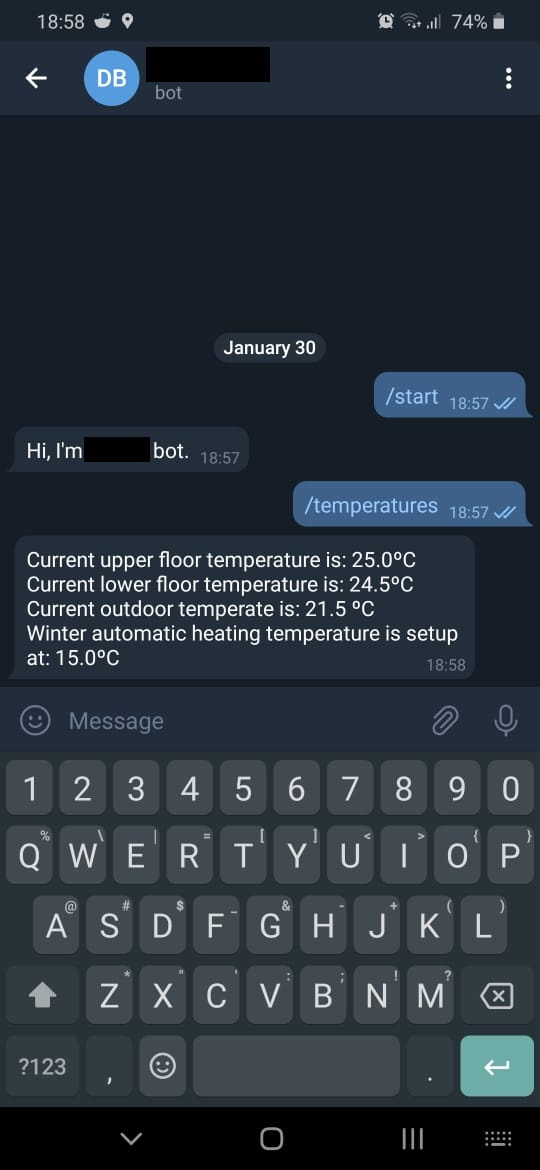 18:58 74%
DB
bot
January 30
/start 18:57
Hi, I'm bot. 18:57
/temperatures 18:57
Current upper floor temperature is: 25.0ºC
Current lower floor temperature is: 24.5ºC
Current outdoor temperate is: 21.5 ºC
Winter automatic heating temperature is setup
at: 15.0ºC 18:58
Message
1 2 3 4 5 6 7 8 9 0
% \ | = [ ] < > { }
Q W E R T Y U I O P
@ # $ _ & - + ( )
A S D F G H J K L
* " ' : ; ! ?
Z X C V B N M
?123 , .